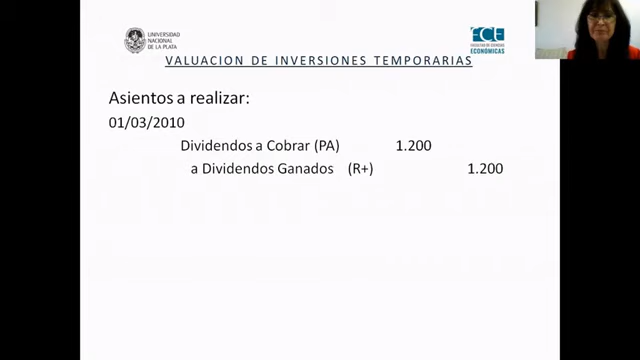 UNIVERSIDAD
NACIONAL
DE LA PLATA
FCE
FACULTAD DE CIENCIAS
ECONÓMICAS
VALUACION DE INVERSIONES TEMPORARIAS
Asientos a realizar:
01/03/2010
Dividendos a Cobrar (PA) 1.200
a Dividendos Ganados (R+) 1.200